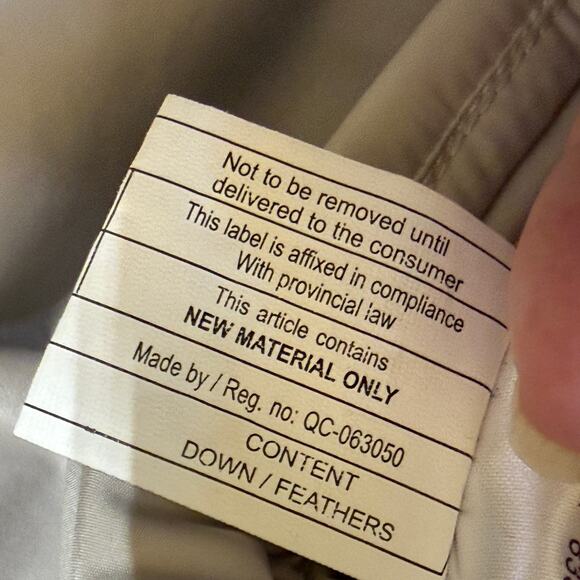 Not to be removed until
delivered to the consumer
This label is affixed in compliance
With provincial law
This article contains
NEW MATERIAL ONLY
Made by / Reg. no: QC-063050
CONTENT
DOWN / FEATHERS